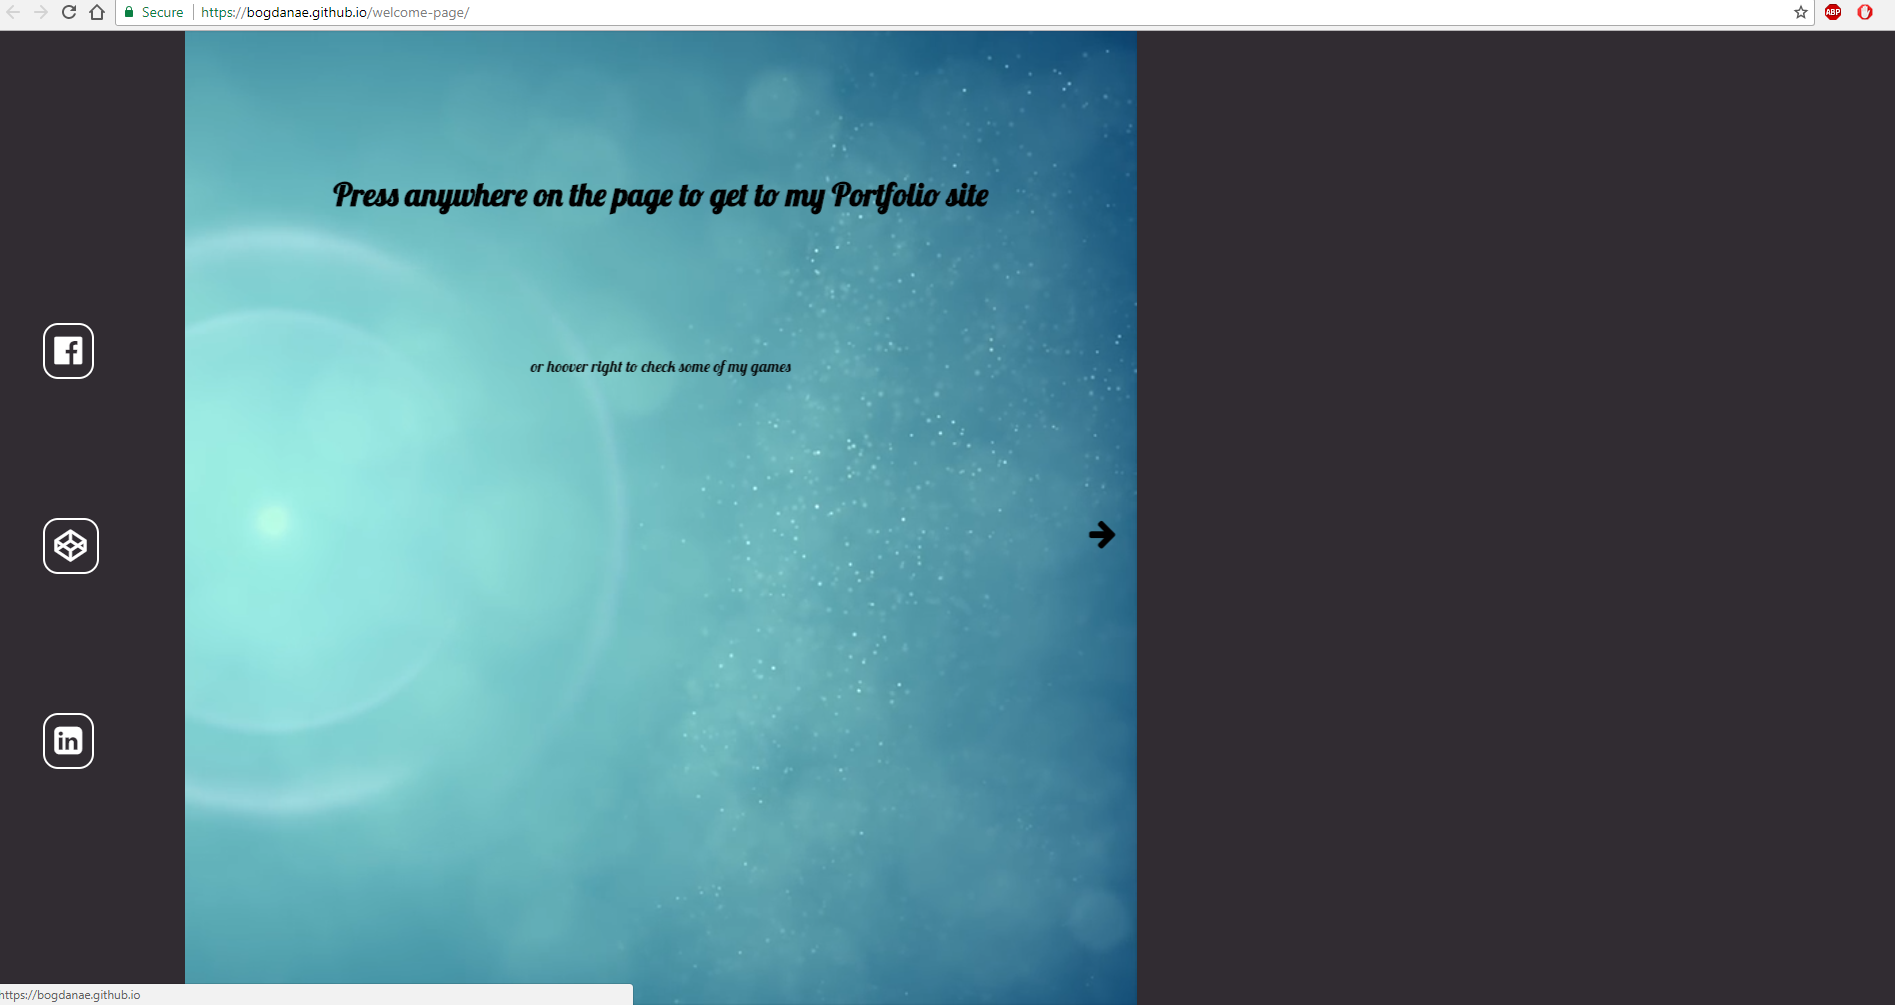 Secure https://bogdanae.github.io/welcome-page/
ABP
Press anywhere on the page to get to my Portfolio site
or hoover right to check some of my games
in
https://bogdanae.github.io